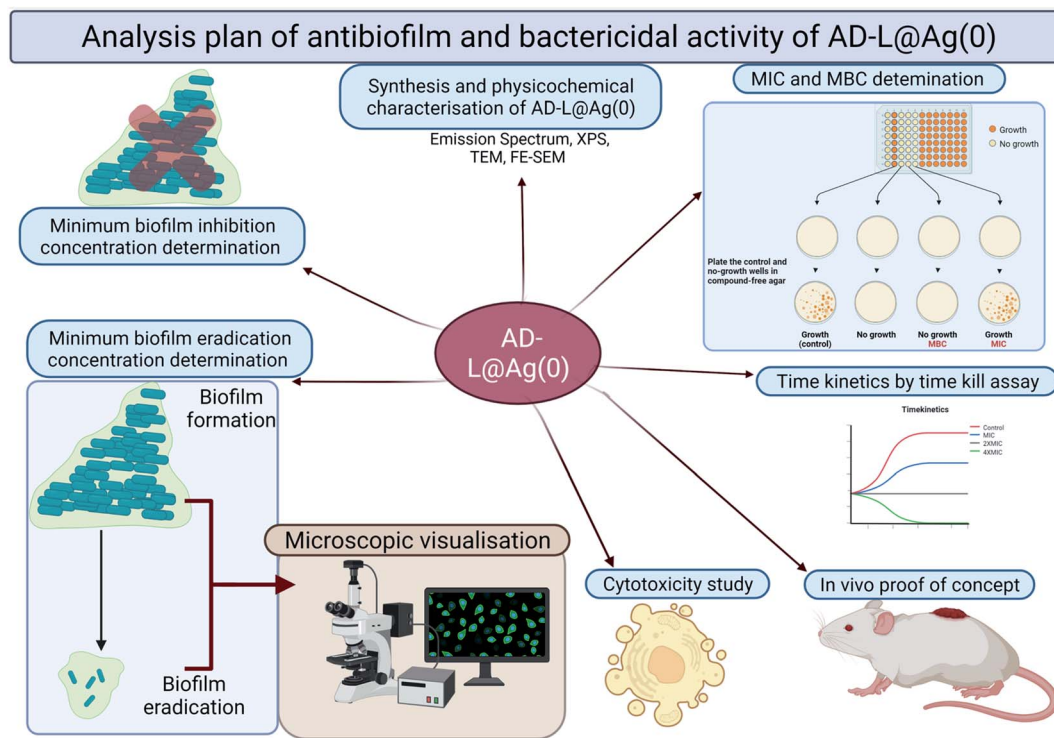 Analysis plan of antibiofilm and bactericidal activity of AD-L@Ag(0)
Synthesis and physicochemical
characterisation of AD-L@Ag(0)
Emission Spectrum, XPS,
TEM, FE-SEM
MIC and MBC detemination
Growth
No growth
Plate the control and
no-growth wells in
compound-free agar
Growth
(control)
No growth
No growth
MBC
Growth
MIC
Minimum biofilm inhibition
concentration determination
AD-
L@Ag(0)
Minimum biofilm eradication
concentration determination
Biofilm
formation
Biofilm
eradication
Microscopic visualisation
Time kinetics by time kill assay
Timekinetics
Control
MIC
2XMIC
4XMIC
Cytotoxicity study
In vivo proof of concept